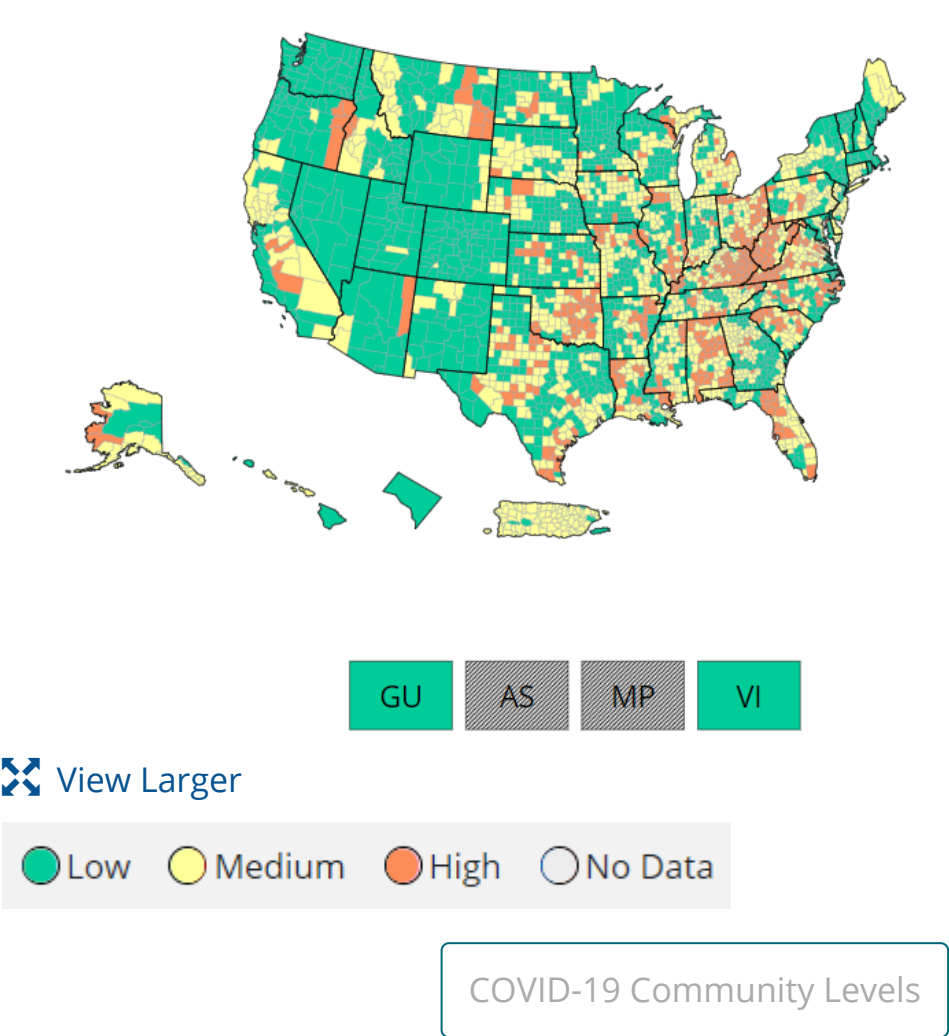 GU AS MP VI
View Larger
Low Medium High No Data
COVID-19 Community Levels